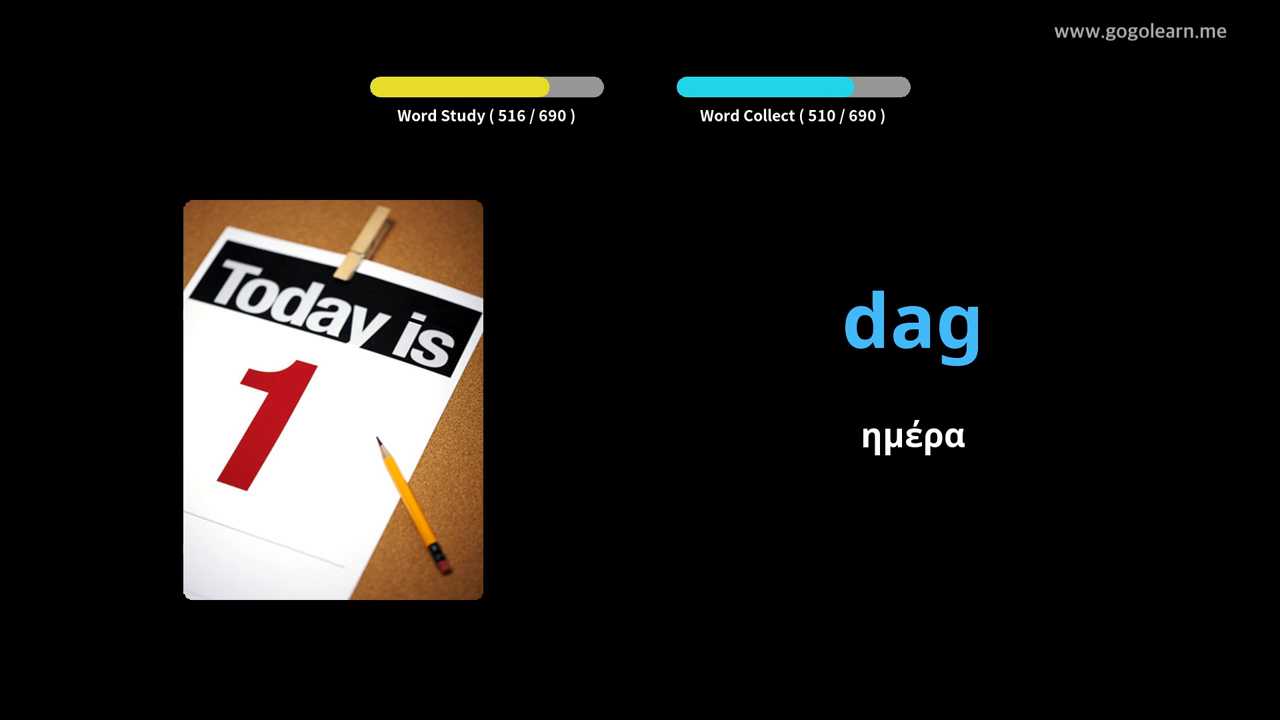 www.gogolearn.me
Word Study ( 516 / 690 )
Word Collect ( 510 / 690 )
Today is
1
dag
ημέρα